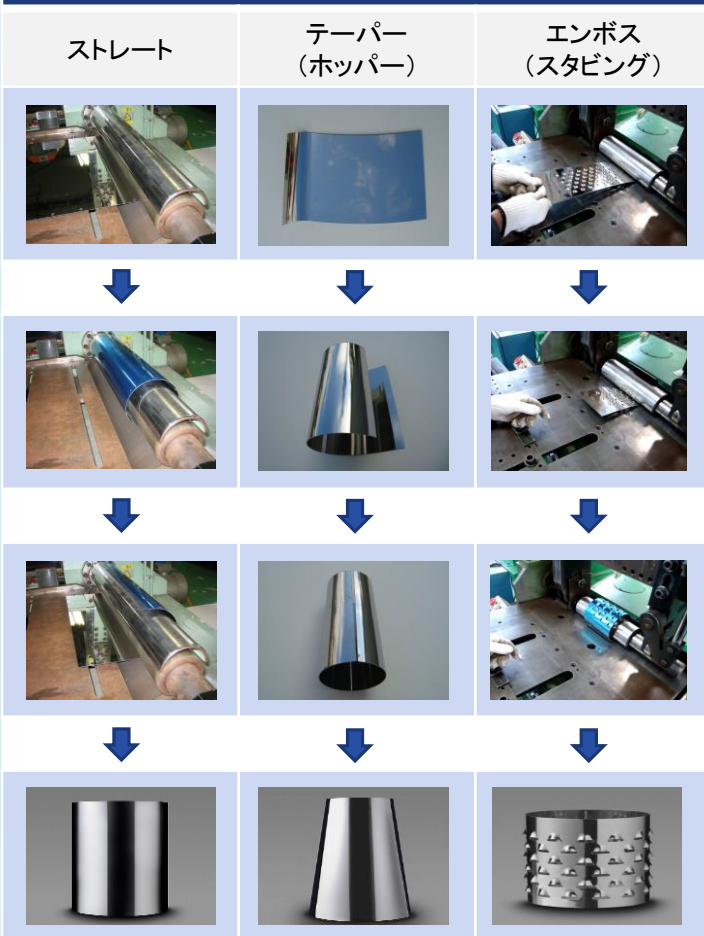 ストレート
テーパー
（ホッパー）
エンボス
（スタビング）